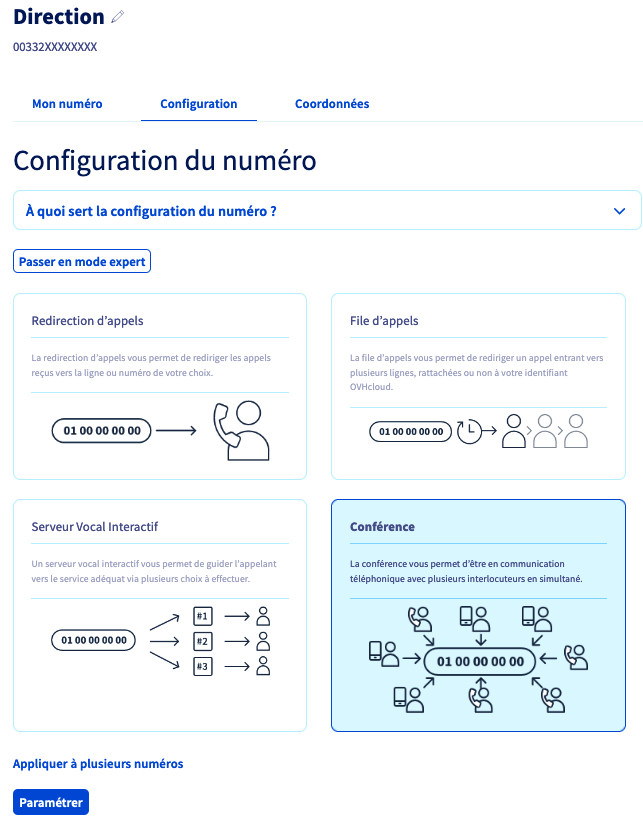 Direction
00332XXXXXXXX
Mon numéro
Configuration
Coordonnées
Configuration du numéro
À quoi sert la configuration du numéro ?
Passer en mode expert
Redirection d'appels
La redirection d'appels vous permet de rediriger les appels
reçus vers la ligne ou numéro de votre choix.
01 00 00 00 00
File d'appels
La file d'appels vous permet de rediriger un appel entrant vers
plusieurs lignes, rattachées ou non à votre identifiant
OVHcloud.
01 00 00 00 00
Serveur Vocal Interactif
Un serveur vocal interactif vous permet de guider l'appelant
vers le service adéquat via plusieurs choix à effectuer.
01 00 00 00 00
#1
#2
#3
Conférence
La conférence vous permet d'être en communication
téléphonique avec plusieurs interlocuteurs en simultané.
01 00 00 00 00
Appliquer à plusieurs numéros
Paramétrer